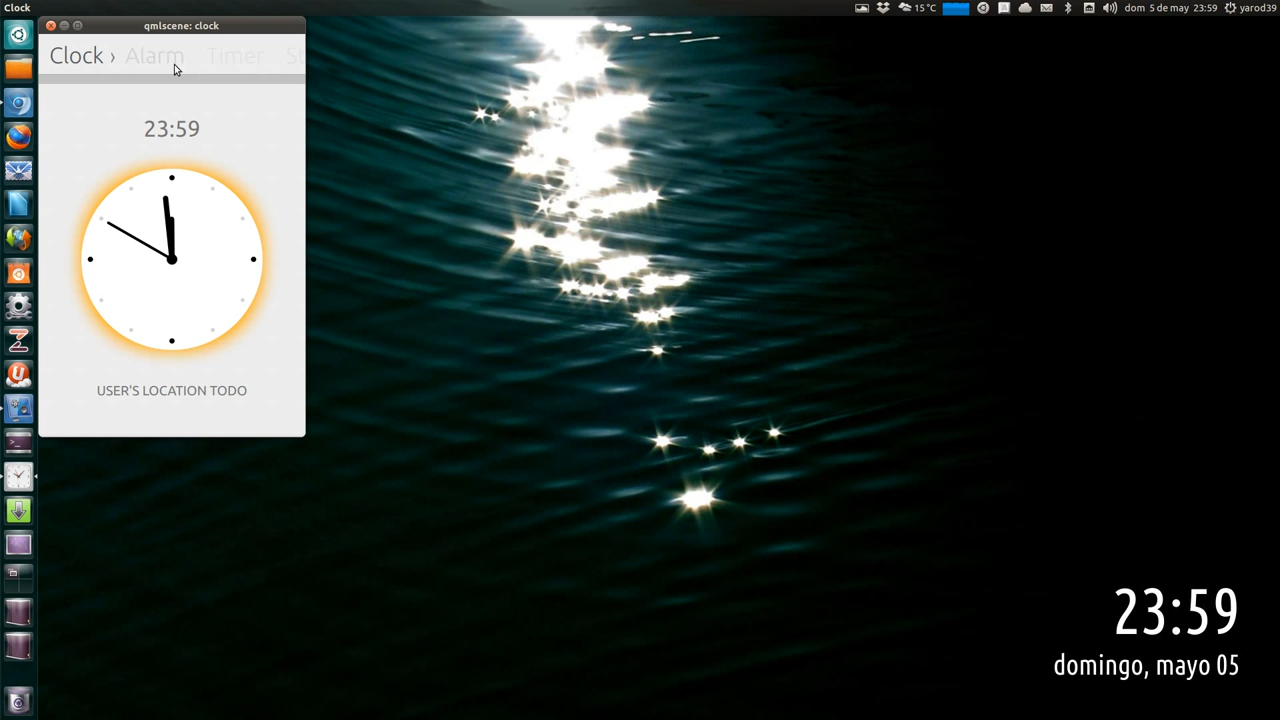 Clock
15°C
dom 5 de may 23:59
yarod39
qmlscene: clock
Clock › Alarm Timer St
23:59
USER'S LOCATION TODO
23:59
domingo, mayo 05